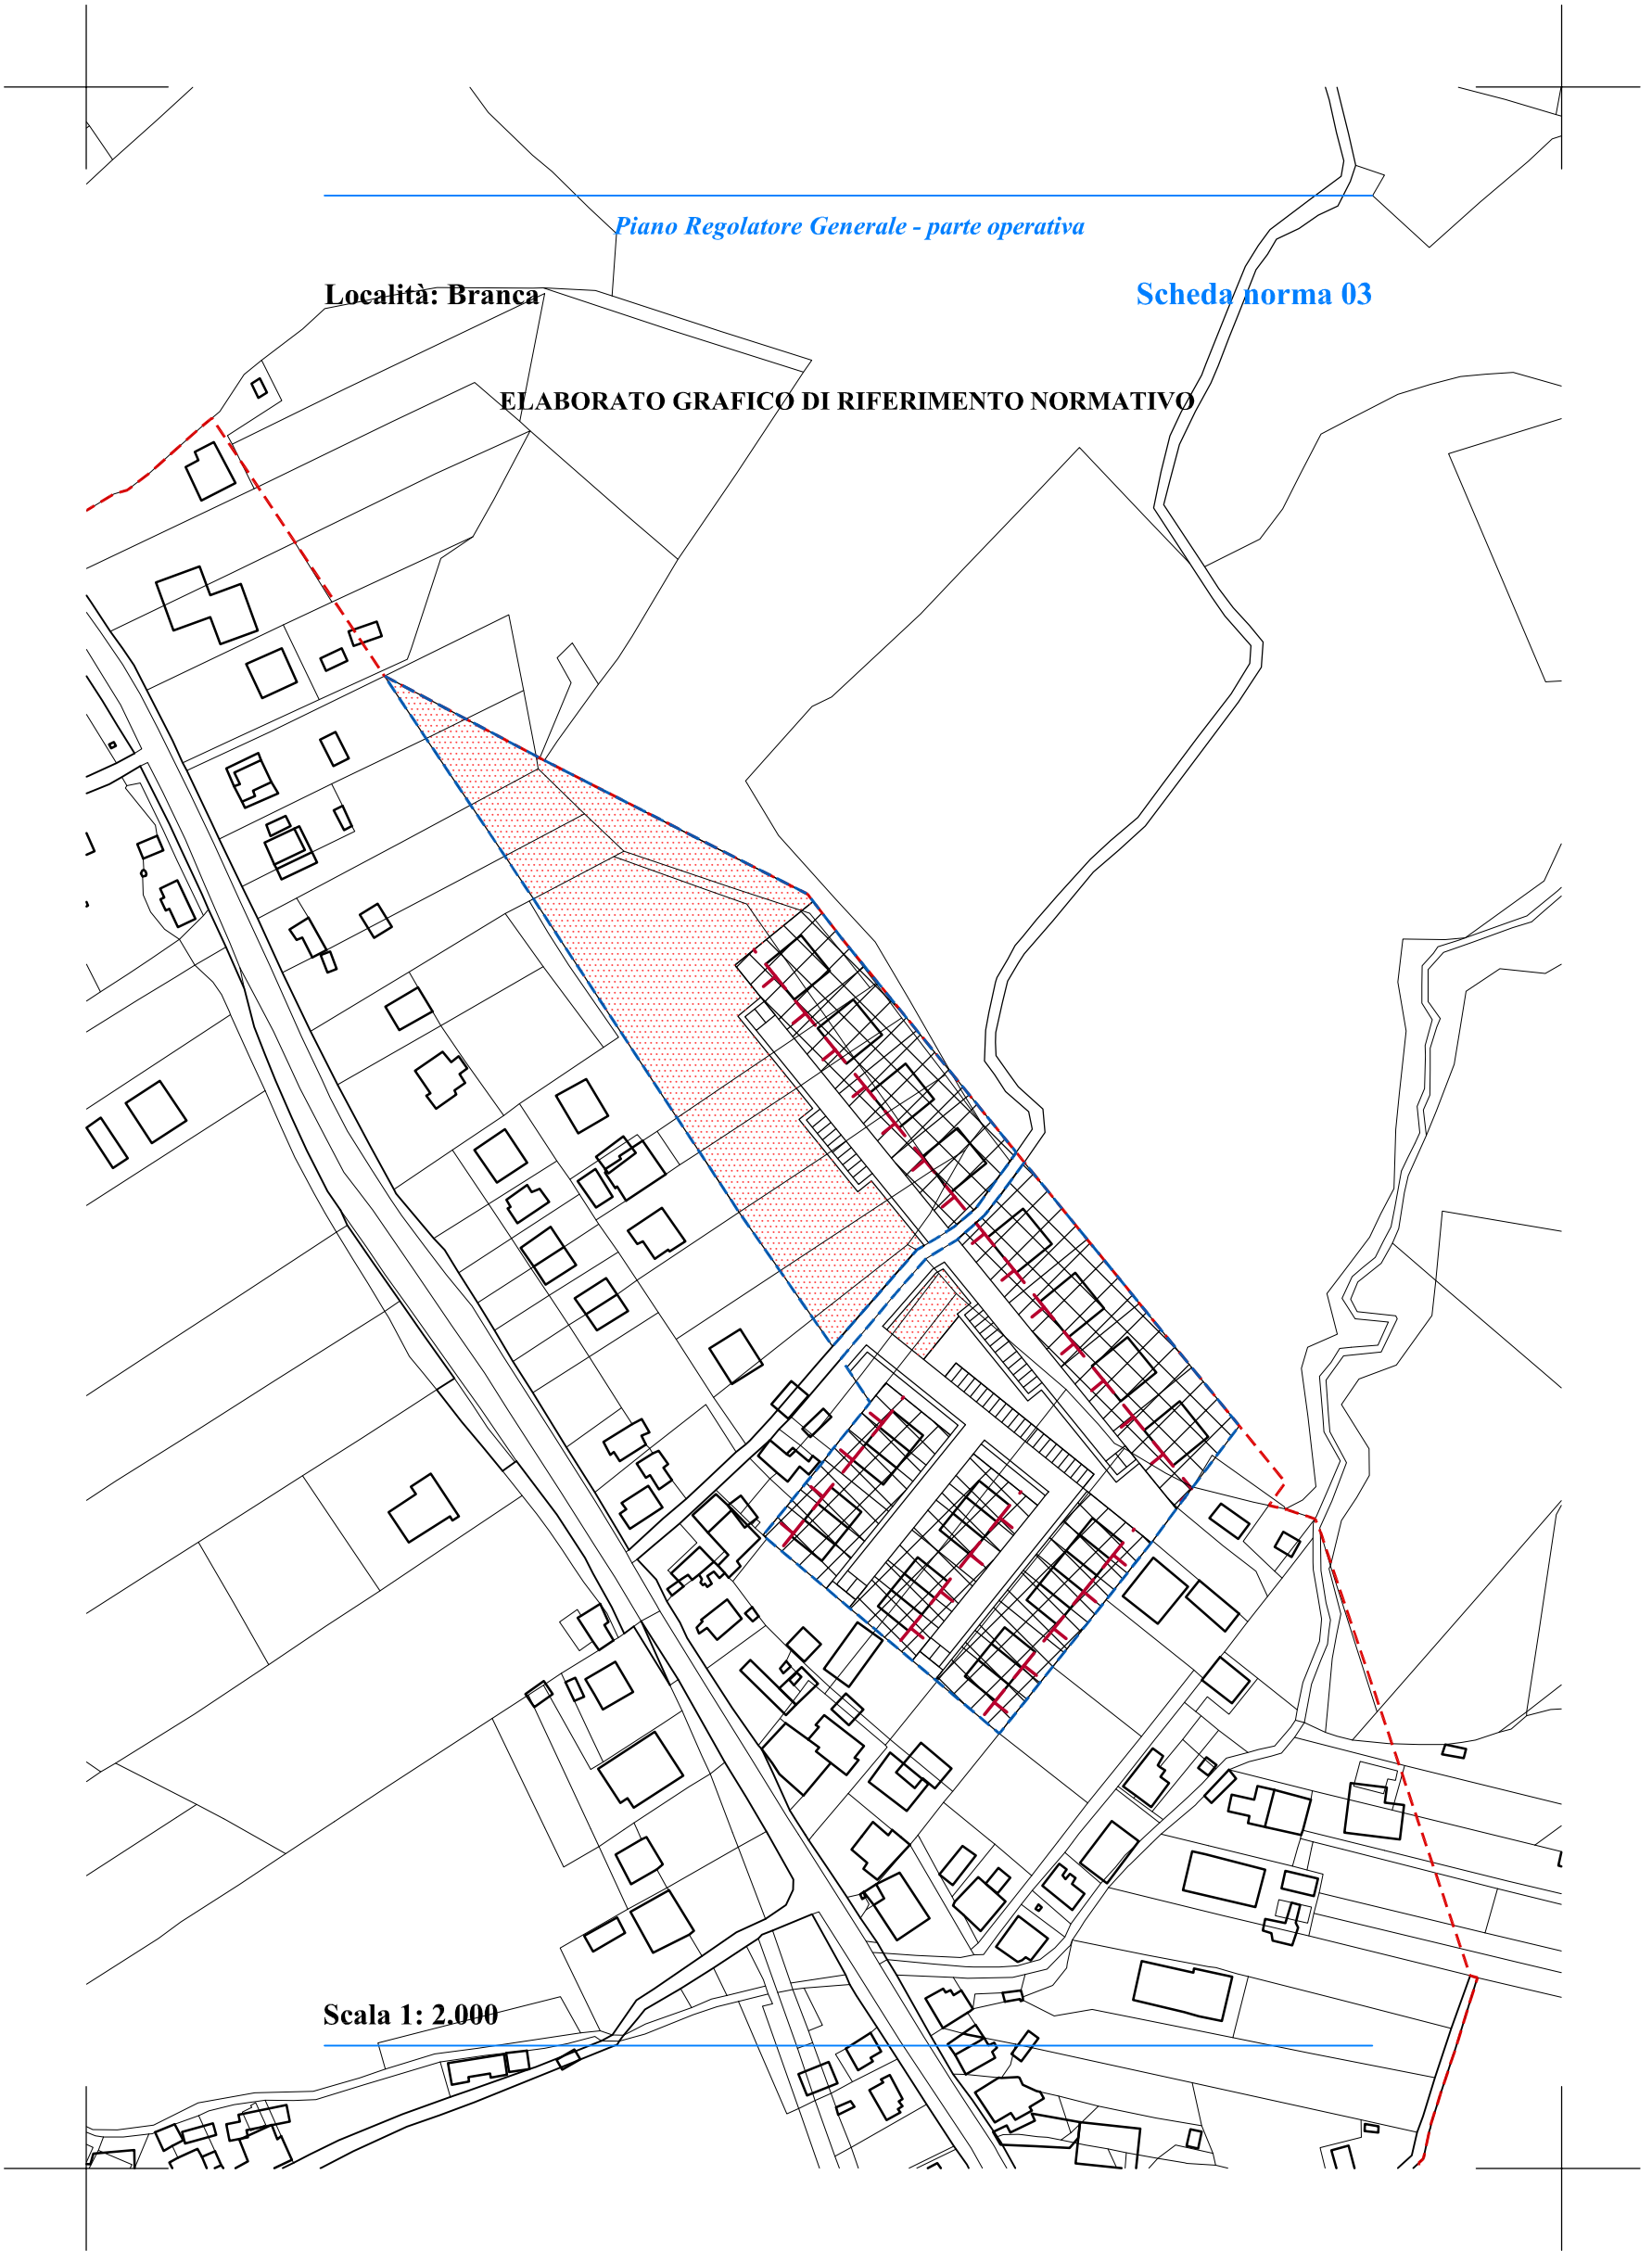 Piano Regolatore Generale - parte operativa
Località: Branca
Scheda norma 03
ELABORATO GRAFICO DI RIFERIMENTO NORMATIVO
Scala 1: 2.000